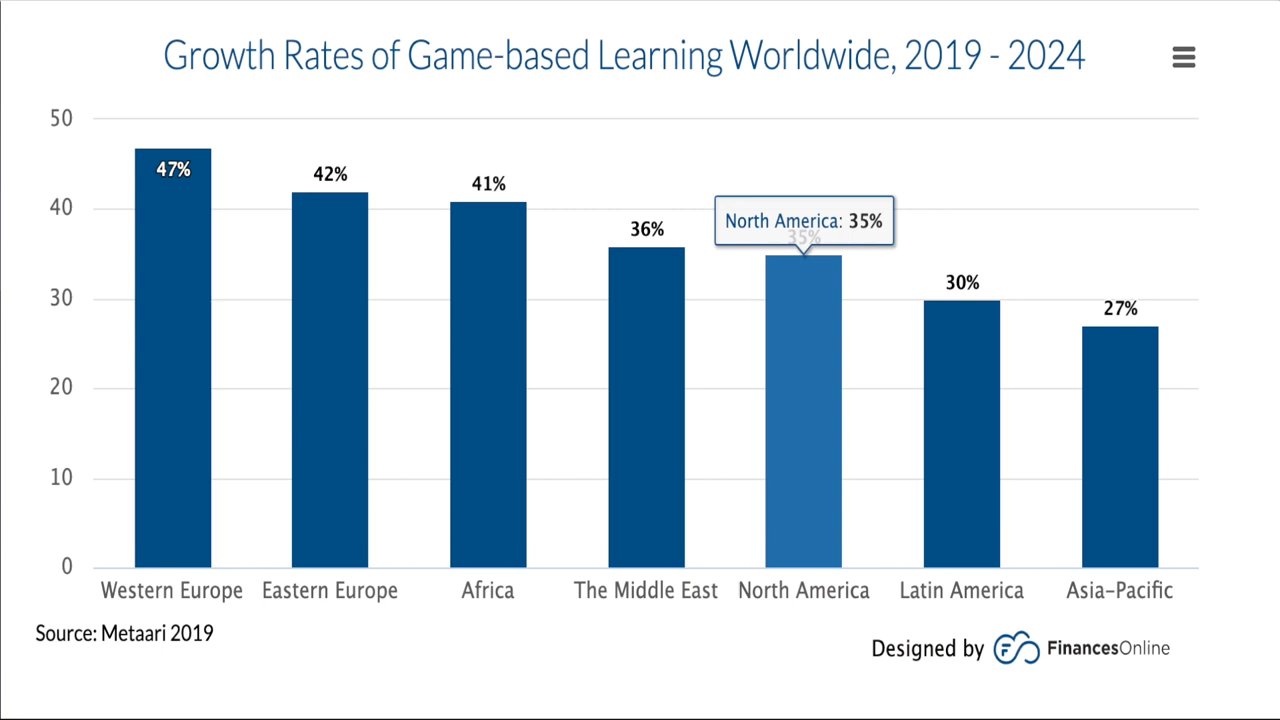 Growth Rates of Game-based Learning Worldwide, 2019 - 2024
50
40
30
20
10
0
47%
42%
41%
36%
North America: 35%
35%
30%
27%
Western Europe
Eastern Europe
Africa
The Middle East
North America
Latin America
Asia-Pacific
Source: Metaari 2019
Designed by FinancesOnline